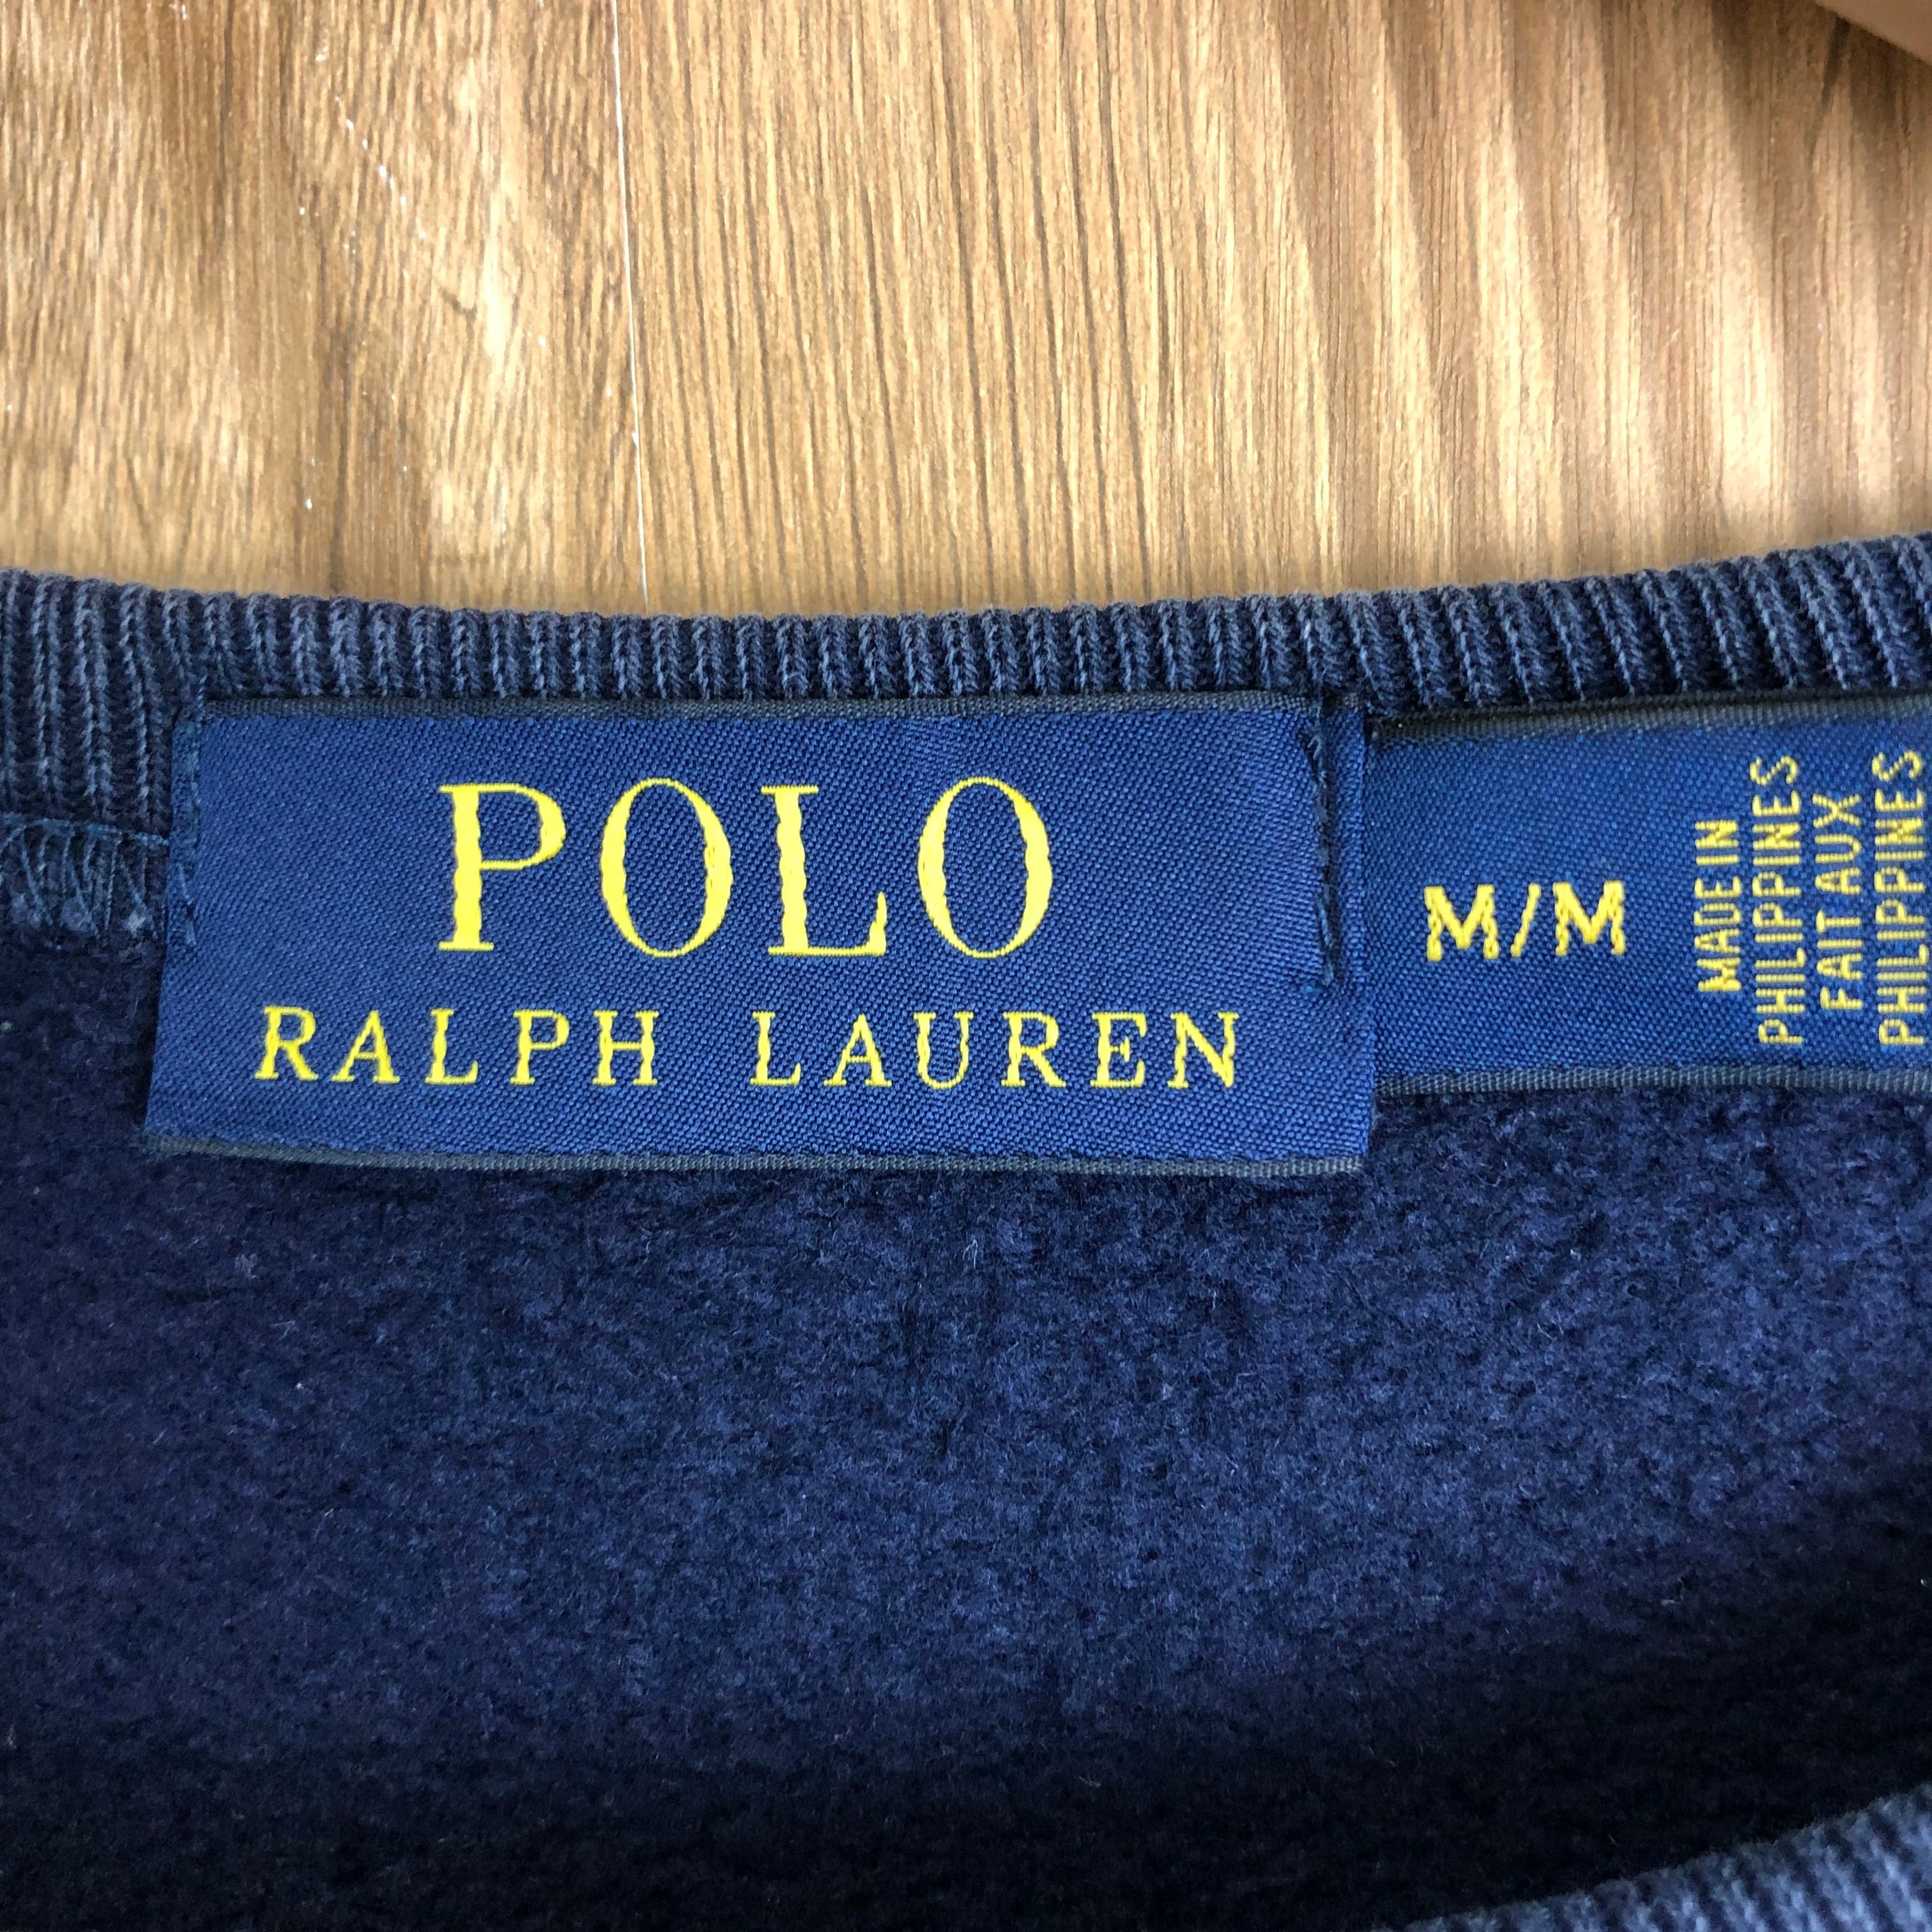 POLO
RALPH LAUREN
M/M
MADE IN
PHILIPPINES
FAIT AUX
PHILIPPINES